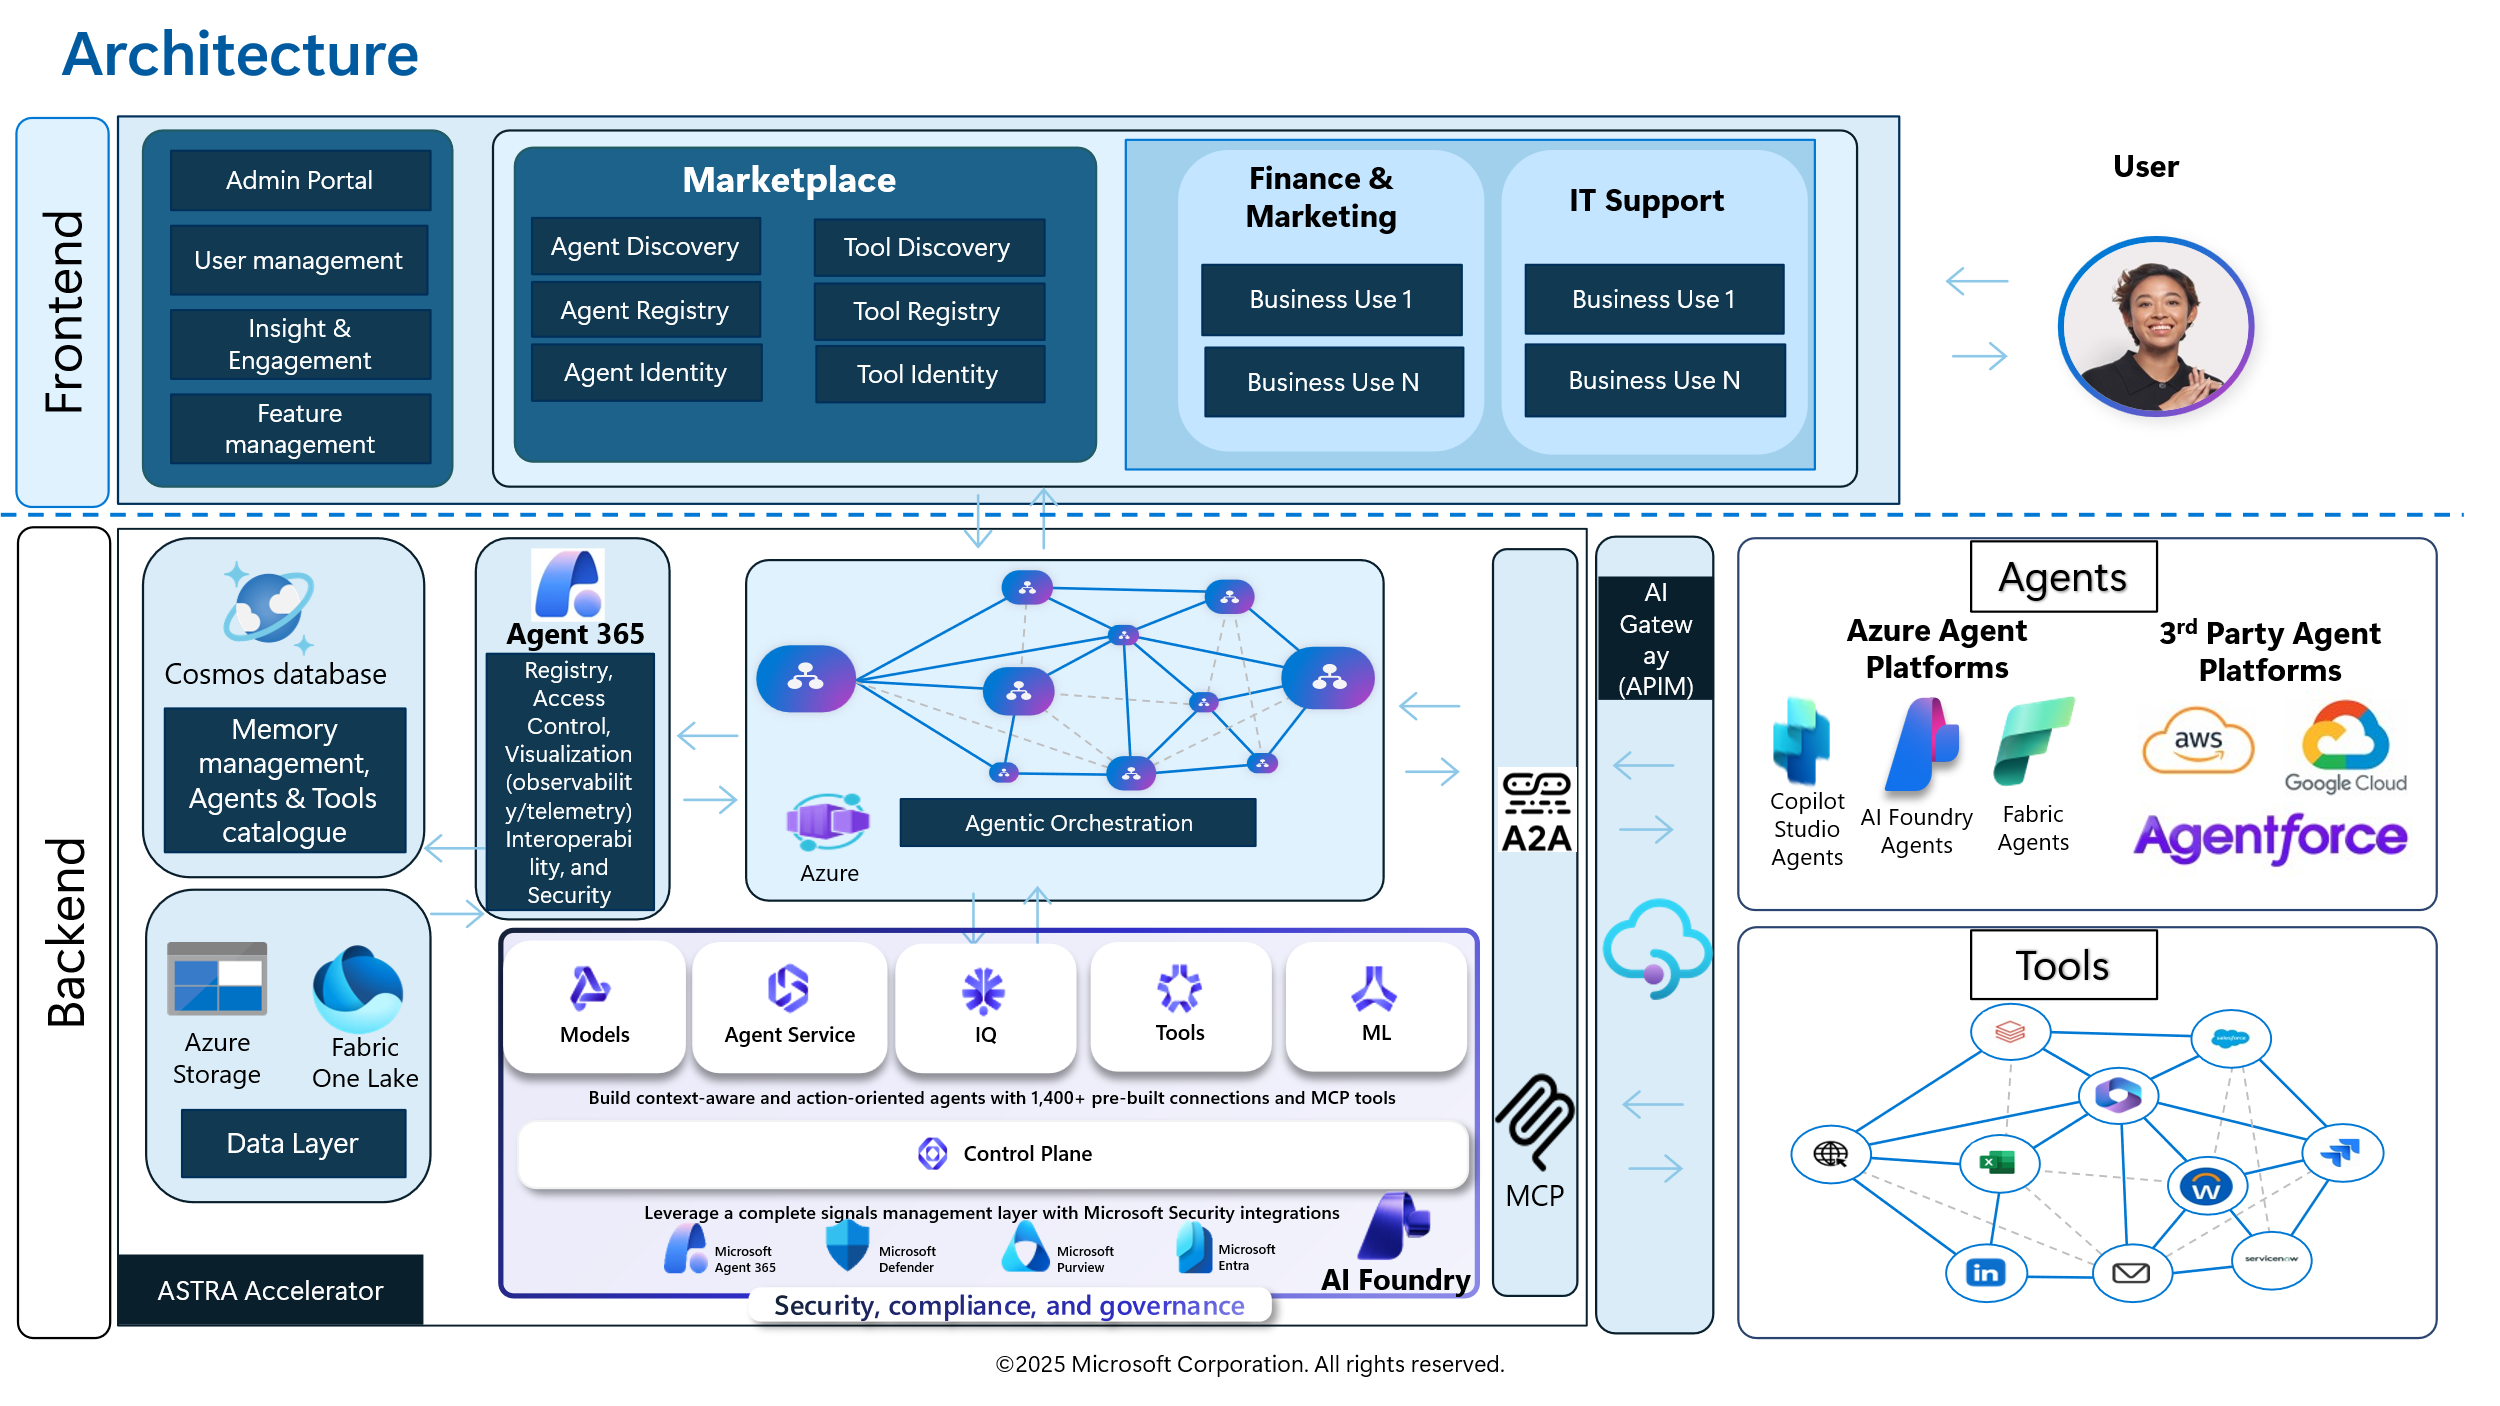 Architecture
Frontend
Admin Portal
User management
Insight &
Engagement
Feature
management
Marketplace
Agent Discovery
Tool Discovery
Agent Registry
Tool Registry
Agent Identity
Tool Identity
Finance &
Marketing
Business Use 1
Business Use N
IT Support
Business Use 1
Business Use N
User
Backend
Cosmos database
Memory
management,
Agents & Tools
catalogue
Azure
Storage
Fabric
One Lake
Data Layer
ASTRA Accelerator
Agent 365
Registry,
Access
Control,
Visualization
(observabilit
y/telemetry)
Interoperabi
lity, and
Security
Azure
Agentic Orchestration
Models
Agent Service
IQ
Tools
ML
Build context-aware and action-oriented agents with 1,400+ pre-built connections and MCP tools
Control Plane
Leverage a complete signals management layer with Microsoft Security integrations
Microsoft
Agent 365
Microsoft
Defender
Microsoft
Purview
Microsoft
Entra
AI Foundry
Security, compliance, and governance
A2A
MCP
AI
Gatew
ay
(APIM)
Agents
Azure Agent
Platforms
Copilot
Studio
Agents
AI Foundry
Agents
Fabric
Agents
3rd Party Agent
Platforms
aws
Google Cloud
Agentforce
Tools
salesforce
X
W
in
servicenow
©2025 Microsoft Corporation. All rights reserved.